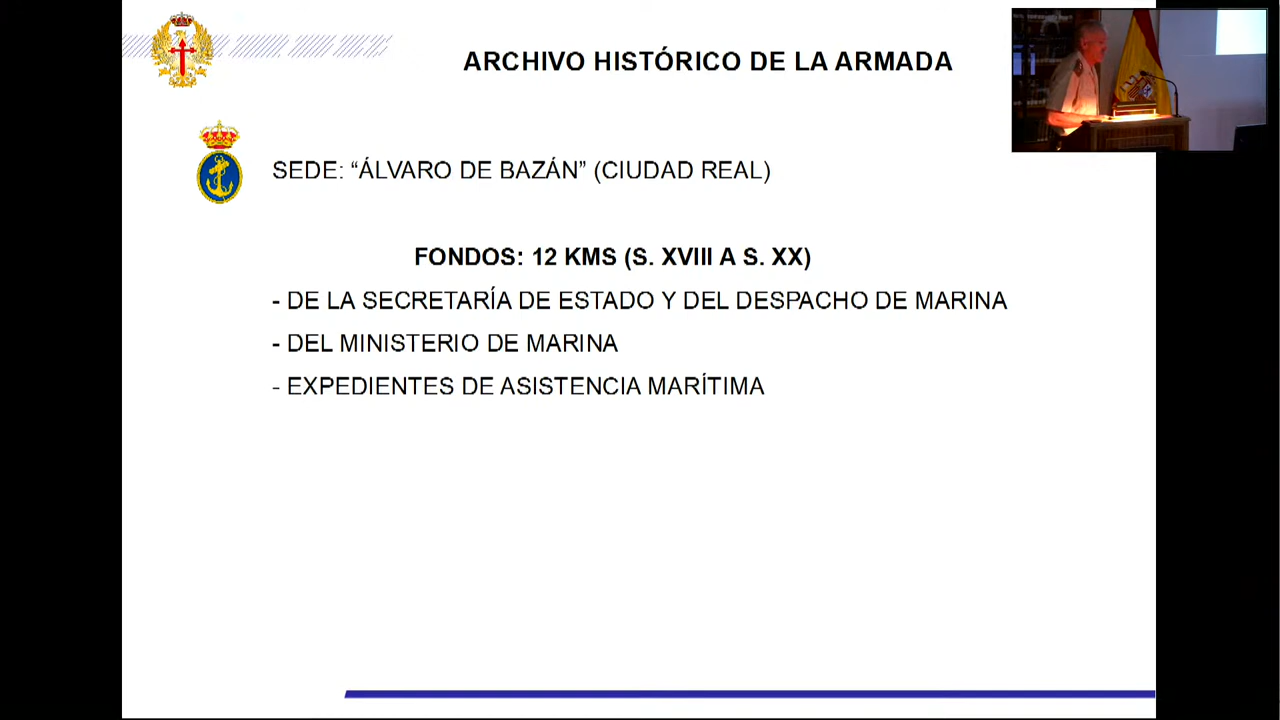 ARCHIVO HISTÓRICO DE LA ARMADA
SEDE: “ÁLVARO DE BAZÁN” (CIUDAD REAL)
FONDOS: 12 KMS (S. XVIII A S. XX)
- DE LA SECRETARÍA DE ESTADO Y DEL DESPACHO DE MARINA
- DEL MINISTERIO DE MARINA
- EXPEDIENTES DE ASISTENCIA MARÍTIMA